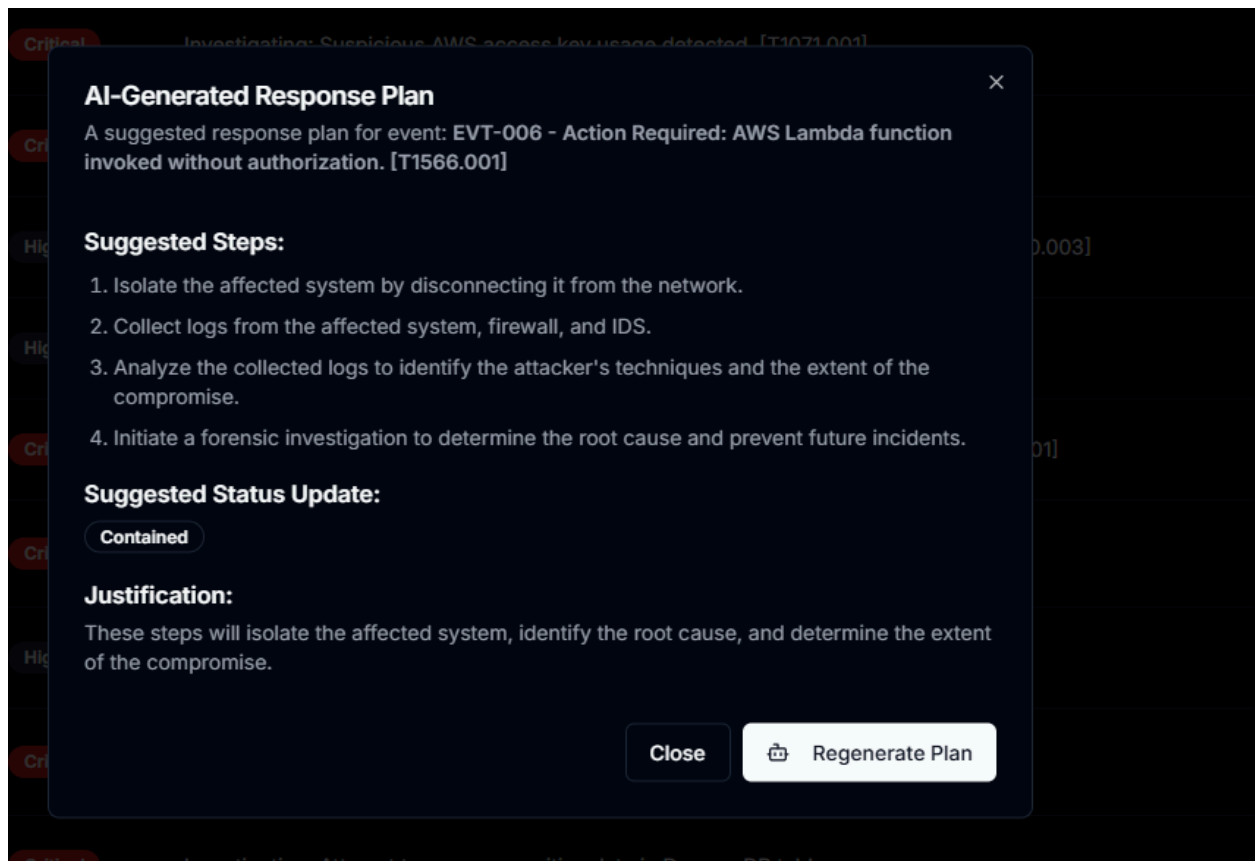 Critical Investigating: Suspicious AWS access key usage detected. [T1071.001]
AI-Generated Response Plan
A suggested response plan for event: EVT-006 - Action Required: AWS Lambda function
invoked without authorization. [T1566.001]
Suggested Steps:
1. Isolate the affected system by disconnecting it from the network.
2. Collect logs from the affected system, firewall, and IDS.
3. Analyze the collected logs to identify the attacker's techniques and the extent of the
compromise.
4. Initiate a forensic investigation to determine the root cause and prevent future incidents.
Suggested Status Update:
Contained
Justification:
These steps will isolate the affected system, identify the root cause, and determine the extent
of the compromise.
Close
Regenerate Plan